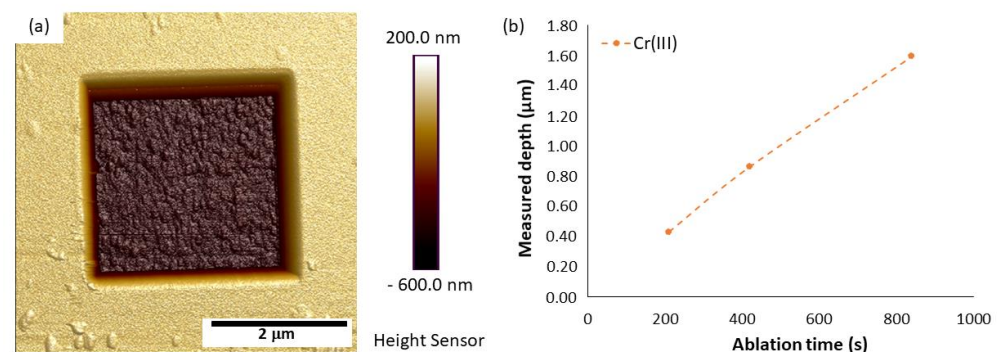 (a)
200.0 nm
- 600.0 nm
Height Sensor
2 μm
(b)
Cr(III)
Measured depth (μm)
1.80
1.60
1.40
1.20
1.00
0.80
0.60
0.40
0.20
0.00
0 200 400 600 800 1000
Ablation time (s)